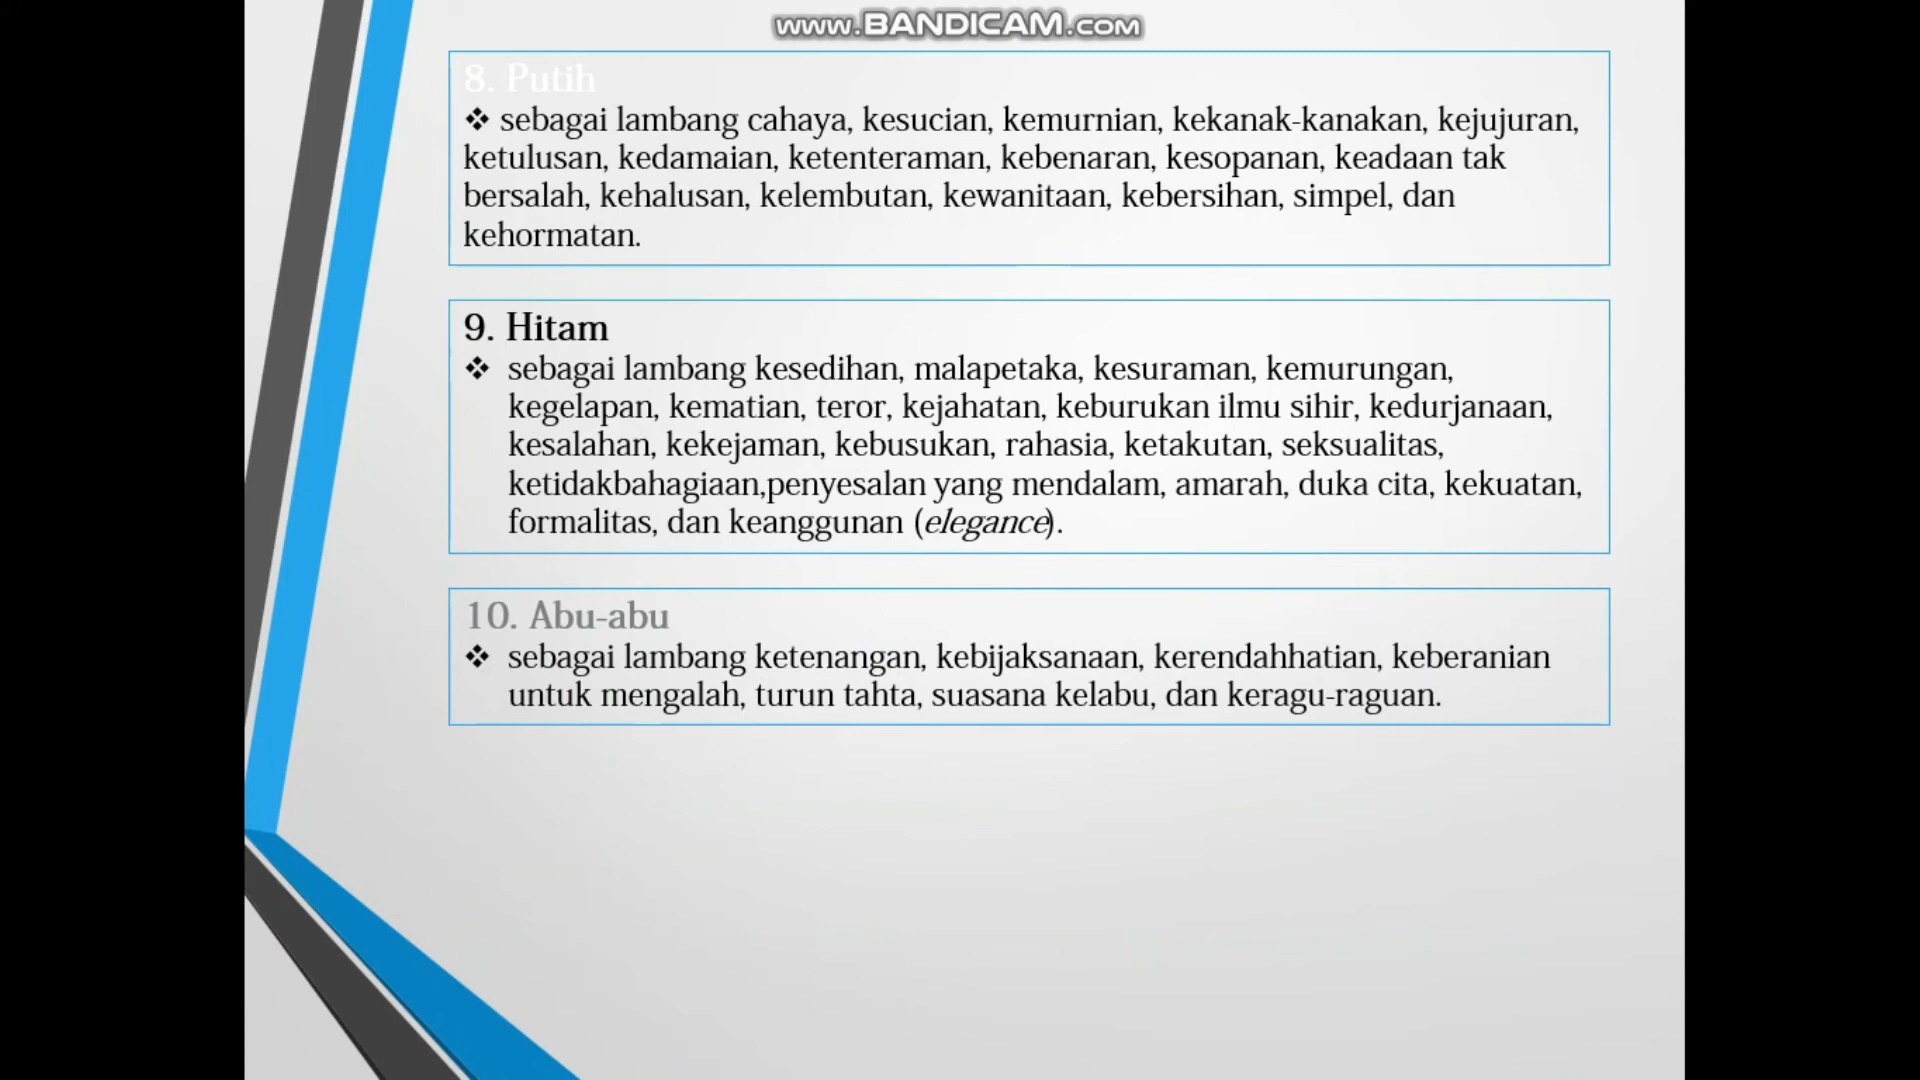 www.BANDICAM.com
8. Putih
❖ sebagai lambang cahaya, kesucian, kemurnian, kekanak-kanakan, kejujuran,
ketulusan, kedamaian, ketenteraman, kebenaran, kesopanan, keadaan tak
bersalah, kehalusan, kelembutan, kewanitaan, kebersihan, simpel, dan
kehormatan.
9. Hitam
❖ sebagai lambang kesedihan, malapetaka, kesuraman, kemurungan,
kegelapan, kematian, teror, kejahatan, keburukan ilmu sihir, kedurjanaan,
kesalahan, kekejaman, kebusukan, rahasia, ketakutan, seksualitas,
ketidakbahagiaan,penyesalan yang mendalam, amarah, duka cita, kekuatan,
formalitas, dan keanggunan (elegance).
10. Abu-abu
❖ sebagai lambang ketenangan, kebijaksanaan, kerendahhatian, keberanian
untuk mengalah, turun tahta, suasana kelabu, dan keragu-raguan.